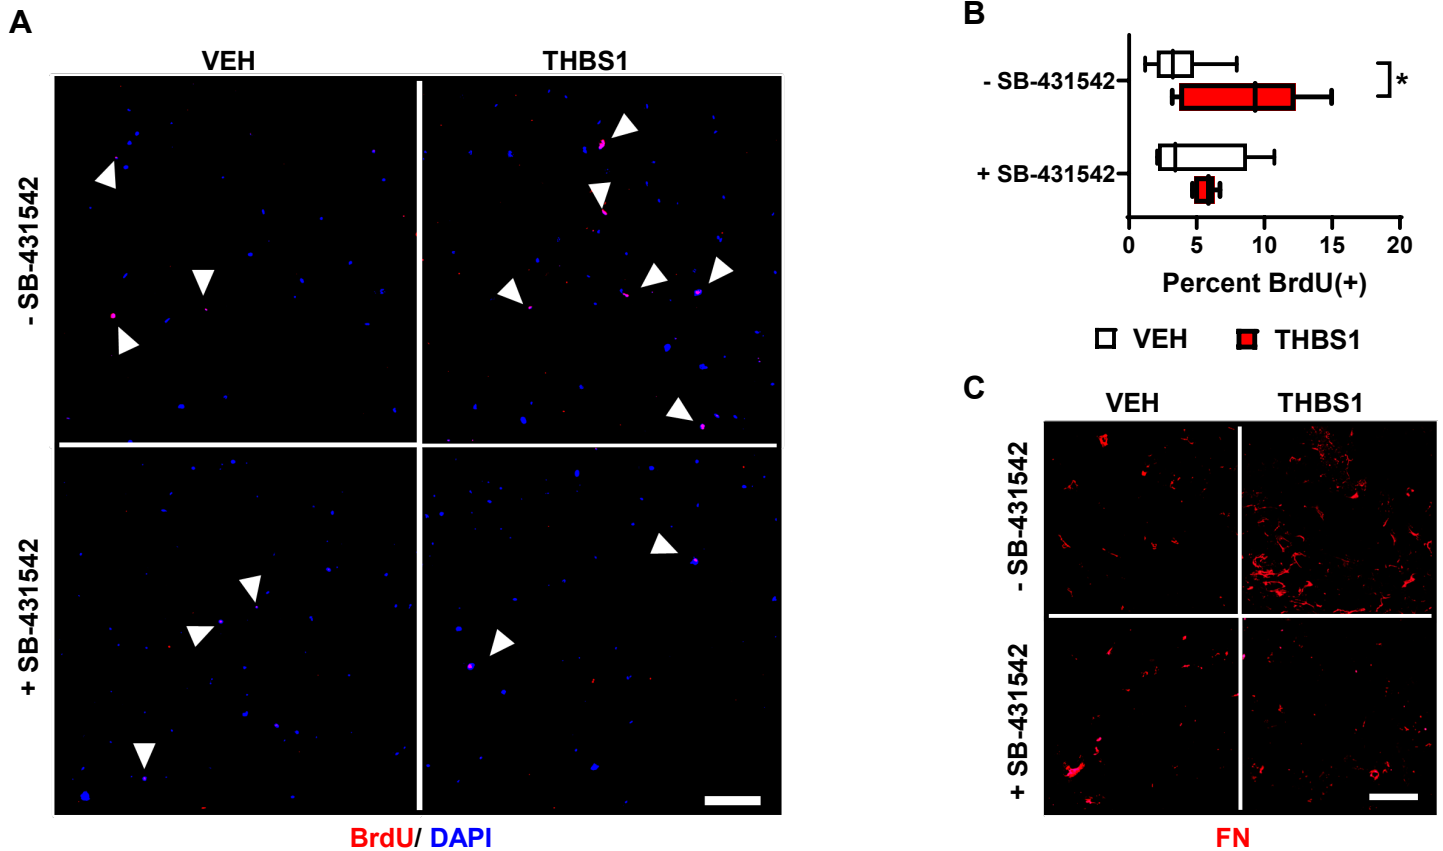 A
VEH THBS1
- SB-431542
+ SB-431542
BrdU/ DAPI
B
- SB-431542
*
+ SB-431542
0 5 10 15 20
Percent BrdU(+)
VEH THBS1
C
VEH THBS1
- SB-431542
+ SB-431542
FN